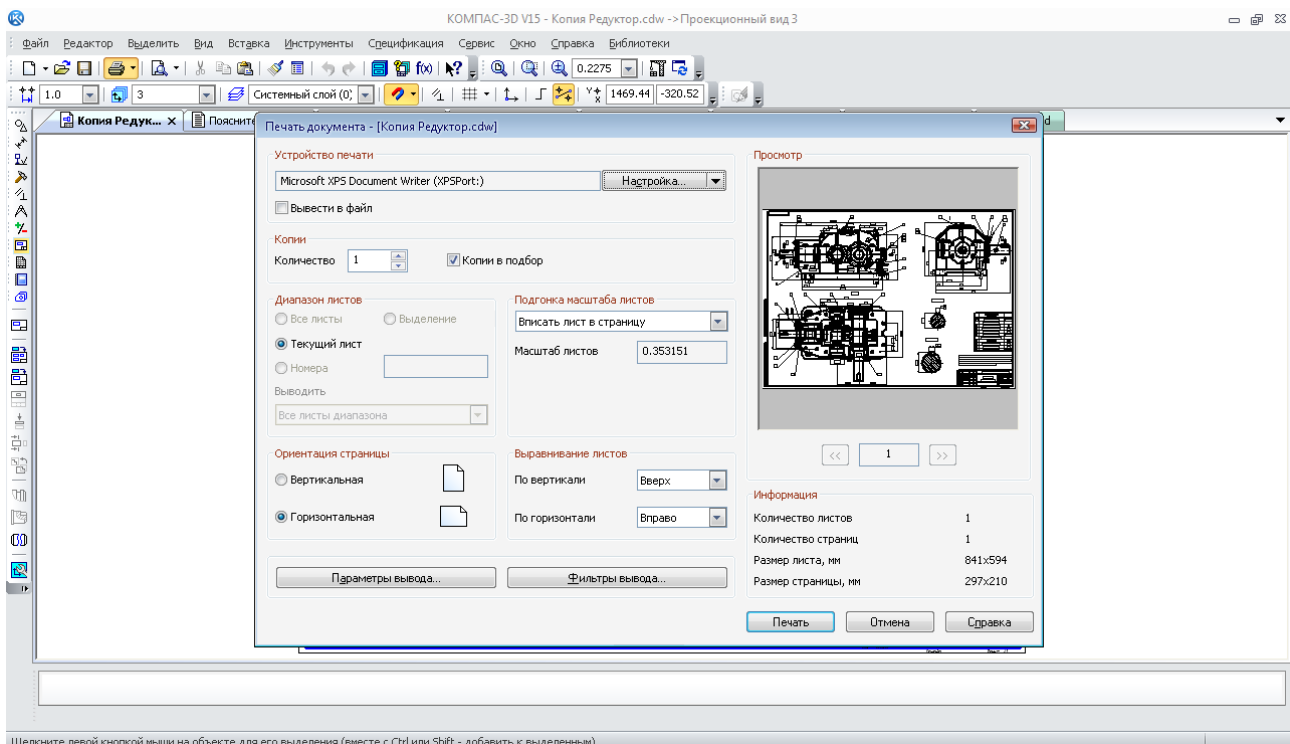 КОМПАС-3D V15 - Копия Редуктор.cdw ->Проекционный вид 3
Файл Редактор Выделить Вид Вставка Инструменты Спецификация Сервис Окно Справка Библиотеки
0.2275
1.0 3 Системный слой (0; 1469.44 -320.52
Копия Редук... X Пояснит d
Печать документа - [Копия Редуктор.cdw]
Устройство печати
Microsoft XPS Document Writer (XPSPort:) Настройка...
Вывести в файл
Копии
Количество 1 Копии в подбор
Диапазон листов
Все листы Выделение
Текущий лист
Номера
Выводить
Все листы диапазона
Подгонка масштаба листов
Вписать лист в страницу
Масштаб листов 0.353151
Ориентация страницы
Вертикальная
Горизонтальная
Выравнивание листов
По вертикали Вверх
По горизонтали Вправо
Параметры вывода... Фильтры вывода...
Просмотр
<< 1 >>
Информация
Количество листов 1
Количество страниц 1
Размер листа, мм 841x594
Размер страницы, мм 297x210
Печать Отмена Справка
Щелкните левой кнопкой мыши на объекте для его выделения (вместе с Ctrl или Shift - добавить к выделенным)